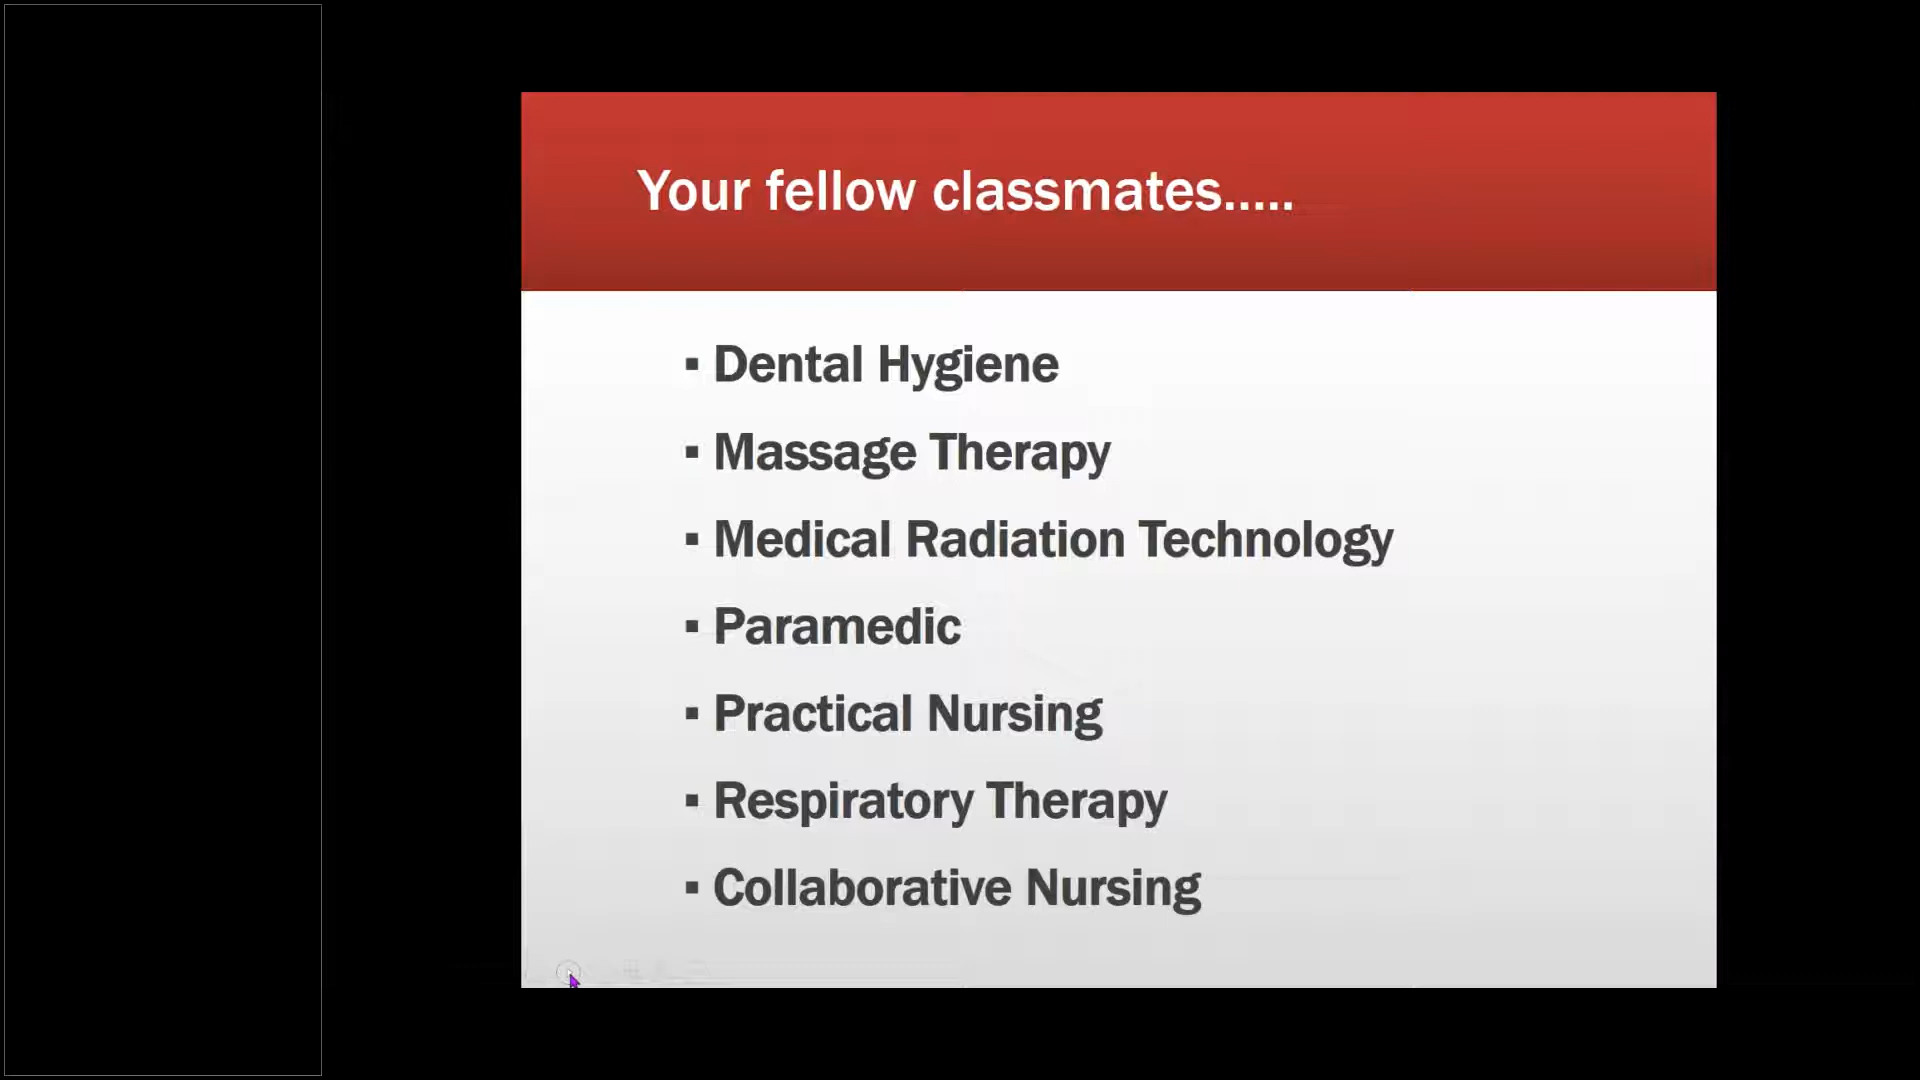 Your fellow classmates.....
▪ Dental Hygiene
▪ Massage Therapy
▪ Medical Radiation Technology
▪ Paramedic
▪ Practical Nursing
▪ Respiratory Therapy
▪ Collaborative Nursing